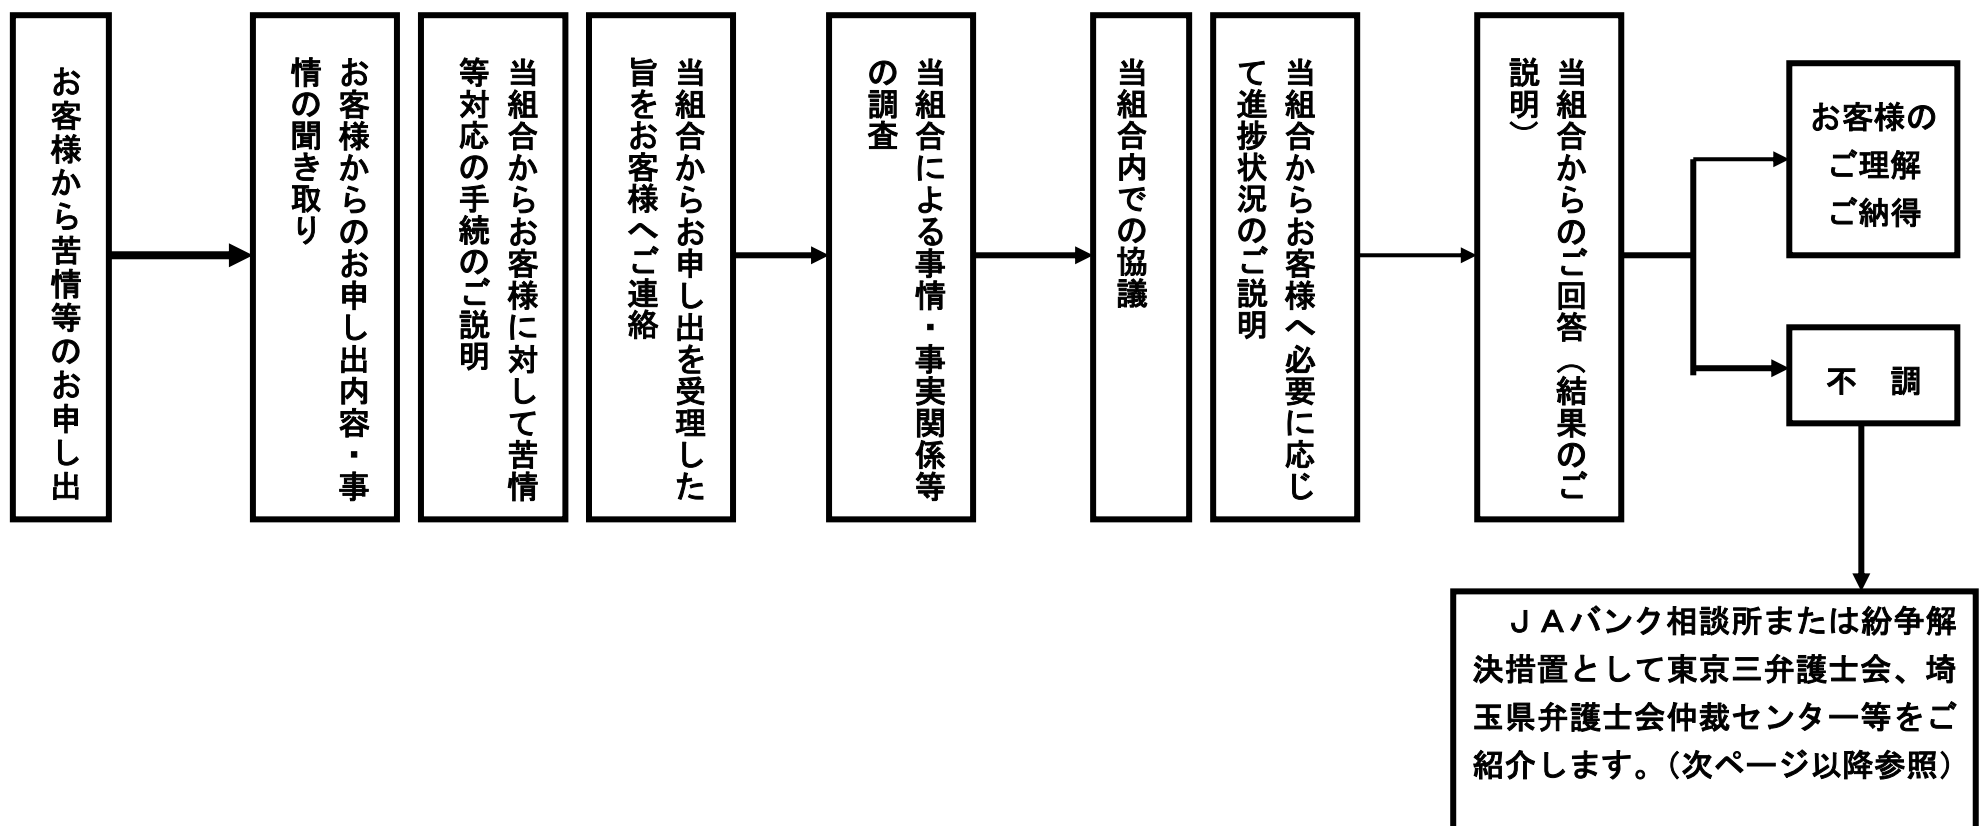 お客様から苦情等のお申し出
お客様からのお申し出内容・事
情の聞き取り
当組合からお客様に対して苦情
等対応の手続のご説明
当組合からお申し出を受理した
旨をお客様へご連絡
当組合による事情・事実関係等
の調査
当組合内での協議
当組合からお客様へ必要に応じ
て進捗状況のご説明
当組合からのご回答（結果のご
説明）
お客様の
ご理解
ご納得
不　調
ＪＡバンク相談所または紛争解
決措置として東京三弁護士会、埼
玉県弁護士会仲裁センター等をご
紹介します。（次ページ以降参照）